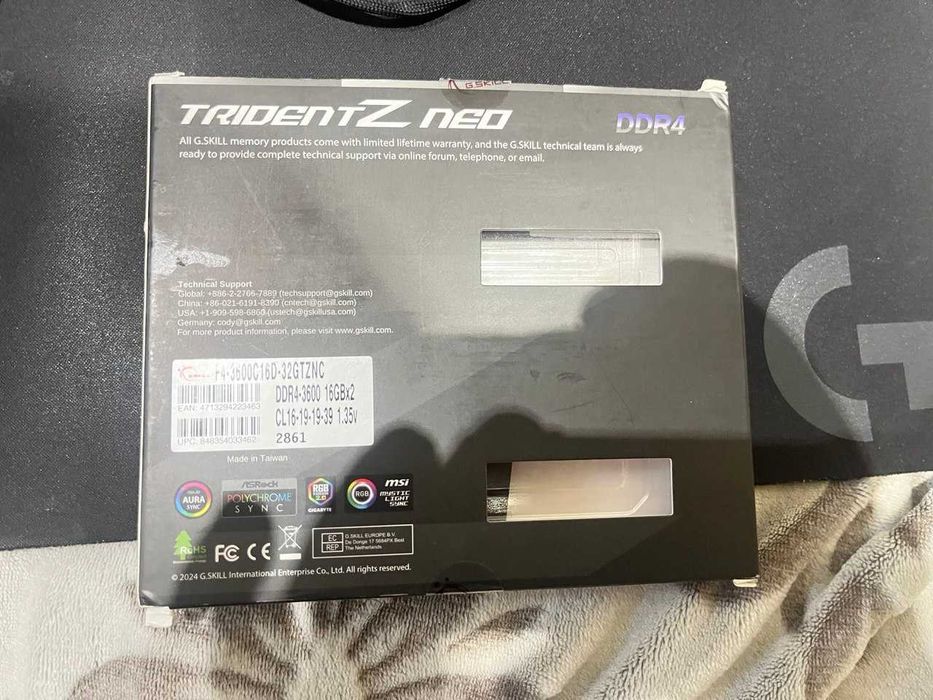 G.SKILL
TRIDENTZ NEO
DDR4
All G.SKILL memory products come with limited lifetime warranty, and the G.SKILL technical team is always
ready to provide complete technical support via online forum, telephone, or email.
Technical Support
Global: +886-2-2766-7889 (techsupport@gskill.com)
China: +86-021-6191-8390 (cntech@gskill.com)
USA: +1-909-598-6860 (ustech@gskillusa.com)
Germany: cody@gskill.com
For more product information, please visit www.gskill.com.
F4-3600C16D-32GTZNC
DDR4-3600 16GBx2
EAN: 4713294223463
CL16-19-19-39 1.35v
UPC: 848354033462
2861
Made in Taiwan
AURA
SYNC
ASRock
POLYCHROME
SYNC
RGB
FUSION
2.0
GIGABYTE
RGB
msi
MYSTIC
LIGHT
SYNC
RoHS
FC CE
EC
REP
G.SKILL EUROPE B.V.
De Donge 17 5684PX Best
The Netherlands
© 2024 G.SKILL International Enterprise Co., Ltd. All rights reserved.
G